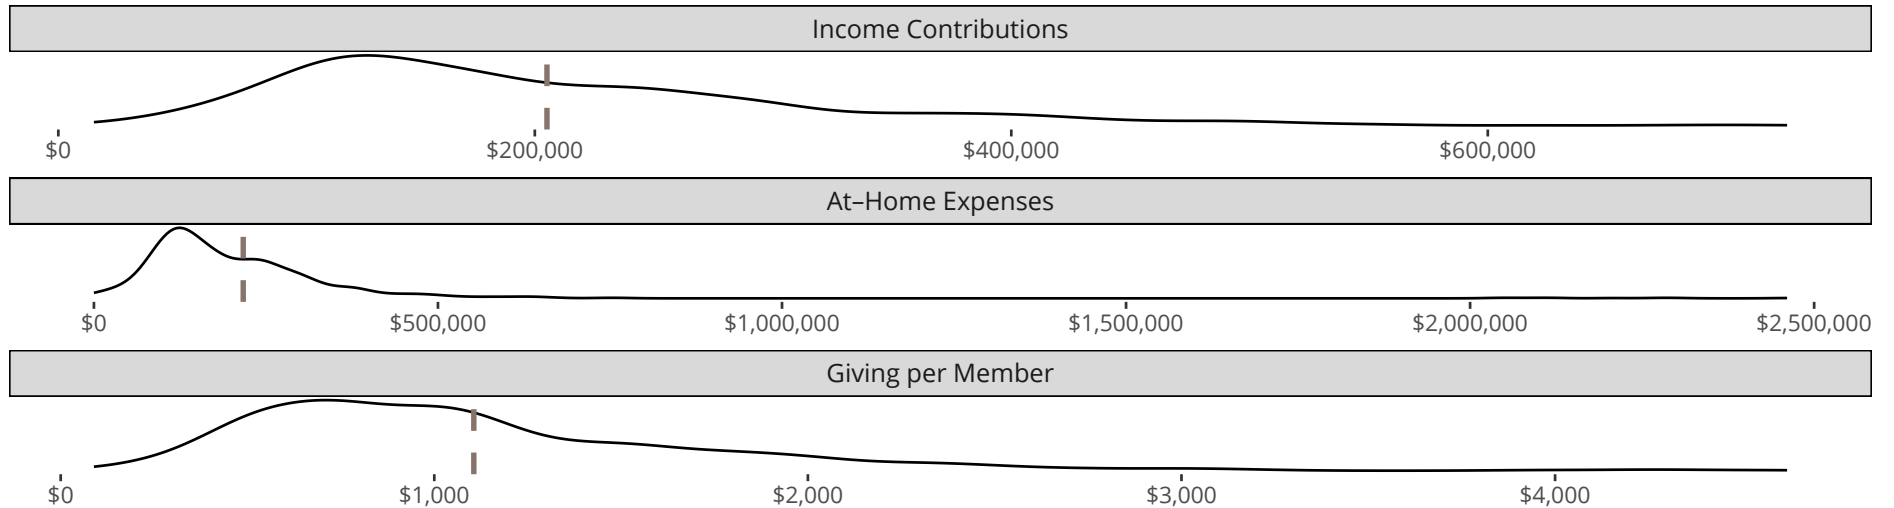 Income Contributions
$0 $200,000 $400,000 $600,000
At–Home Expenses
$0 $500,000 $1,000,000 $1,500,000 $2,000,000 $2,500,000
Giving per Member
$0 $1,000 $2,000 $3,000 $4,000